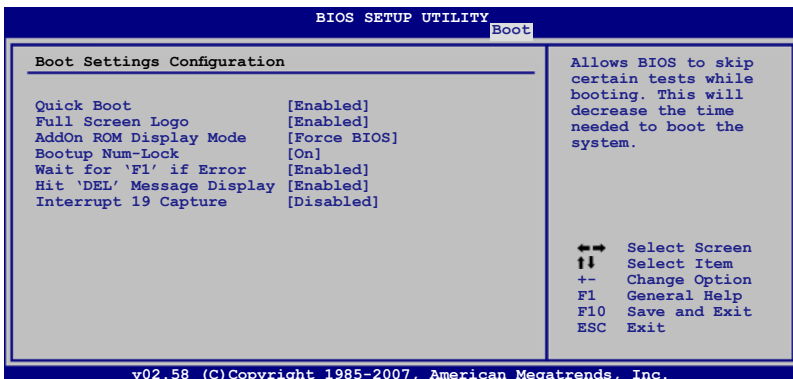 BIOS SETUP UTILITY
Boot
Boot Settings Configuration
Quick Boot [Enabled]
Full Screen Logo [Enabled]
AddOn ROM Display Mode [Force BIOS]
Bootup Num-Lock [On]
Wait for ‘F1’ if Error [Enabled]
Hit ‘DEL’ Message Display [Enabled]
Interrupt 19 Capture [Disabled]
Allows BIOS to skip
certain tests while
booting. This will
decrease the time
needed to boot the
system.
←→ Select Screen
↑↓ Select Item
+- Change Option
F1 General Help
F10 Save and Exit
ESC Exit
v02.58 (C)Copyright 1985-2007, American Megatrends, Inc.